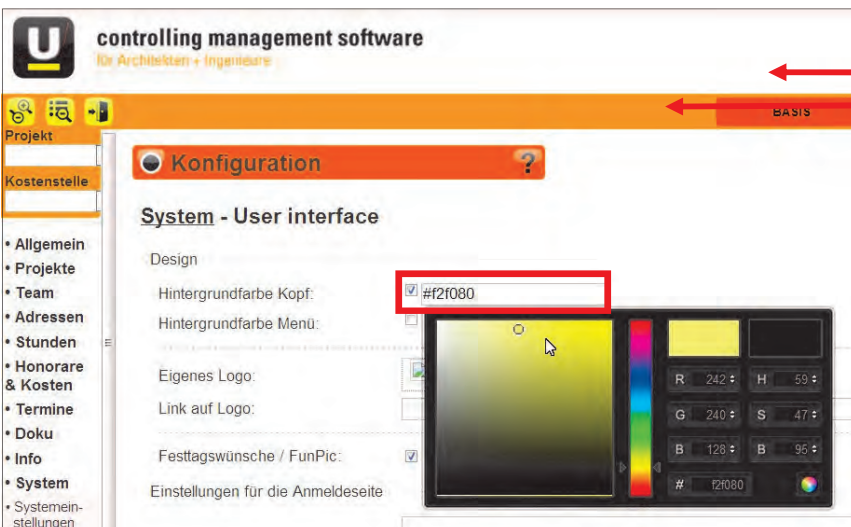 U
controlling management software
für Architekten + Ingenieure
BASIS
Projekt
Kostenstelle
Konfiguration ?
System - User interface
Design
Hintergrundfarbe Kopf: #f2f080
Hintergrundfarbe Menü:
Eigenes Logo:
Link auf Logo:
Festtagswünsche / FunPic:
Einstellungen für die Anmeldeseite
R 242 H 59
G 240 S 47
B 128 B 95
# f2f080
• Allgemein
• Projekte
• Team
• Adressen
• Stunden
• Honorare
& Kosten
• Termine
• Doku
• Info
• System
• Systemein-
stellungen